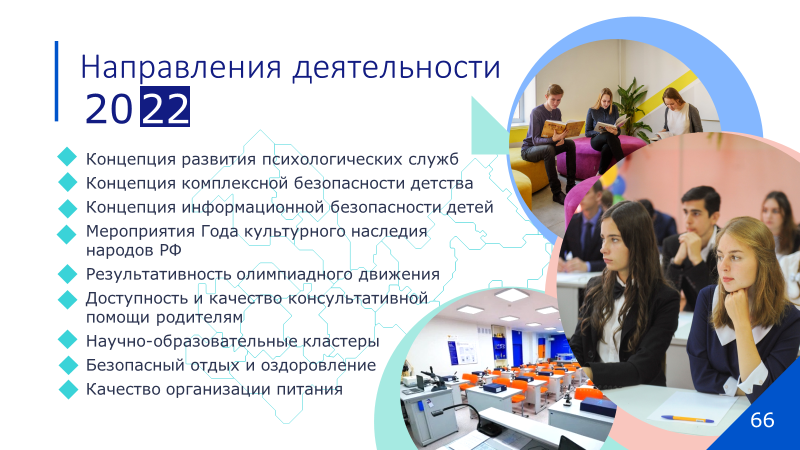 Направления деятельности
2022
Концепция развития психологических служб
Концепция комплексной безопасности детства
Концепция информационной безопасности детей
Мероприятия Года культурного наследия
народов РФ
Результативность олимпиадного движения
Доступность и качество консультативной
помощи родителям
Научно-образовательные кластеры
Безопасный отдых и оздоровление
Качество организации питания
66